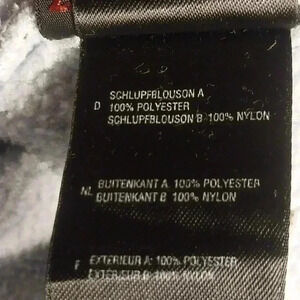 SCHLUPFBLOUSON A
D 100% POLYESTER
SCHLUPFBLOUSON B 100% NYLON
NL BUITENKANT A: 100% POLYESTER
BUITENKANT B 100% NYLON
F EXTERIEUR A: 100% POLYESTER
EXTERIEUR B 100% NYLON